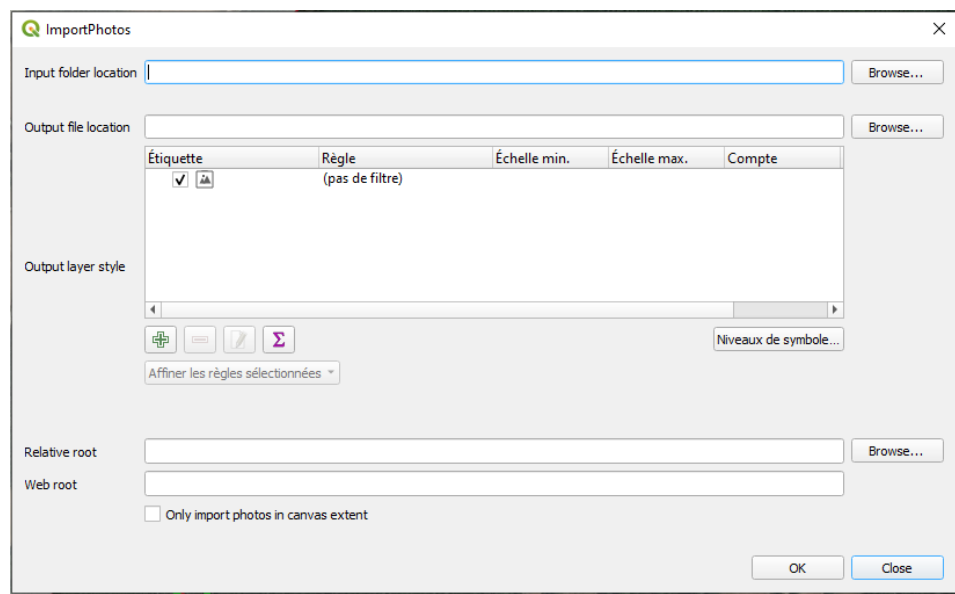 ImportPhotos
Input folder location
Browse...
Output file location
Browse...
Étiquette Règle Échelle min. Échelle max. Compte
(pas de filtre)
Output layer style
Niveaux de symbole...
Affiner les règles sélectionnées
Relative root
Browse...
Web root
Only import photos in canvas extent
OK Close